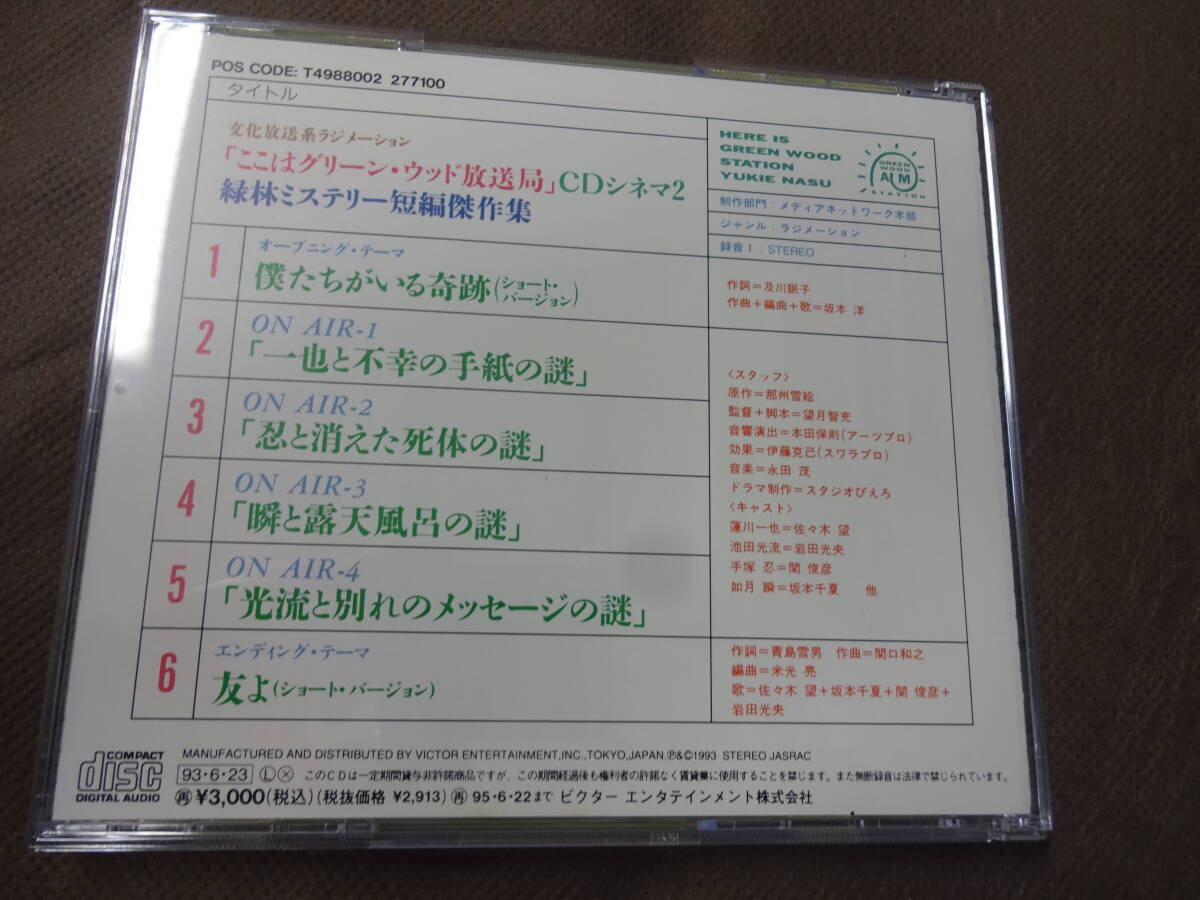 POS CODE: T4988002 277100
タイトル
文化放送系ラジメーション
「ここはグリーン・ウッド放送局」CDシネマ2
緑林ミステリー短編傑作集
HERE IS
GREEN WOOD
STATION
YUKIE NASU
GREEN
WOOD
STATION
制作部門：メディアネットワーク本部
ジャンル：ラジメーション
録音Ⅰ：STEREO
1
オープニング・テーマ
僕たちがいる奇跡(ショート・
バージョン)
作詞＝及川眠子
作曲＋編曲＋歌＝坂本 洋
2
ON AIR-1
「一也と不幸の手紙の謎」
3
ON AIR-2
「忍と消えた死体の謎」
4
ON AIR-3
「瞬と露天風呂の謎」
5
ON AIR-4
「光流と別れのメッセージの謎」
〈スタッフ〉
原作＝那州雪絵
監督＋脚本＝望月智充
音響演出＝本田保則(アーツプロ)
効果＝伊藤克己(スワラプロ)
音楽＝永田 茂
ドラマ制作＝スタジオぴえろ
〈キャスト〉
蓮川一也＝佐々木 望
池田光流＝岩田光央
手塚 忍＝関 俊彦
如月 瞬＝坂本千夏 他
6
エンディング・テーマ
友よ(ショート・バージョン)
作詞＝青島雪男 作曲＝関口和之
編曲＝米光 亮
歌＝佐々木 望＋坂本千夏＋関 俊彦＋
岩田光央
COMPACT
disc
DIGITAL AUDIO
MANUFACTURED AND DISTRIBUTED BY VICTOR ENTERTAINMENT,INC.,TOKYO,JAPAN.Ⓟ&©1993 STEREO JASRAC
93・6・23 Ⓛ ⓧ このCDは一定期間貸与非許諾商品ですが、この期間経過後も権利者の許諾なく賃貸業に使用することを禁じます。また無断録音は法律で禁じられています。
㊢¥3,000(税込)(税抜価格 ¥2,913)㊢95・6・22まで ビクター エンタテインメント株式会社